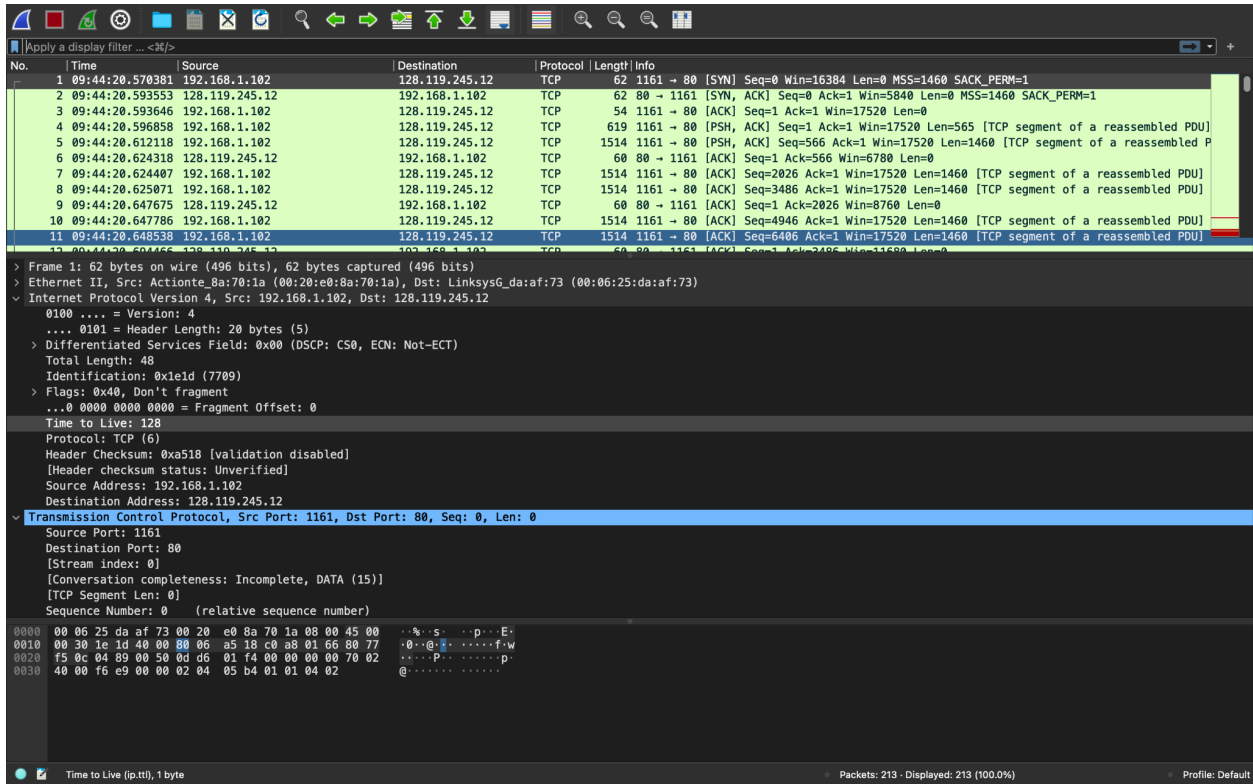 Apply a display filter ... <⌘/>
No. Time Source Destination Protocol Length Info
1 09:44:20.570381 192.168.1.102 128.119.245.12 TCP 62 1161 → 80 [SYN] Seq=0 Win=16384 Len=0 MSS=1460 SACK_PERM=1
2 09:44:20.593553 128.119.245.12 192.168.1.102 TCP 62 80 → 1161 [SYN, ACK] Seq=0 Ack=1 Win=5840 Len=0 MSS=1460 SACK_PERM=1
3 09:44:20.593646 192.168.1.102 128.119.245.12 TCP 54 1161 → 80 [ACK] Seq=1 Ack=1 Win=17520 Len=0
4 09:44:20.596858 192.168.1.102 128.119.245.12 TCP 619 1161 → 80 [PSH, ACK] Seq=1 Ack=1 Win=17520 Len=565 [TCP segment of a reassembled PDU]
5 09:44:20.612118 192.168.1.102 128.119.245.12 TCP 1514 1161 → 80 [PSH, ACK] Seq=566 Ack=1 Win=17520 Len=1460 [TCP segment of a reassembled P
6 09:44:20.624318 128.119.245.12 192.168.1.102 TCP 60 80 → 1161 [ACK] Seq=1 Ack=566 Win=6780 Len=0
7 09:44:20.624407 192.168.1.102 128.119.245.12 TCP 1514 1161 → 80 [ACK] Seq=2026 Ack=1 Win=17520 Len=1460 [TCP segment of a reassembled PDU]
8 09:44:20.625071 192.168.1.102 128.119.245.12 TCP 1514 1161 → 80 [ACK] Seq=3486 Ack=1 Win=17520 Len=1460 [TCP segment of a reassembled PDU]
9 09:44:20.647675 128.119.245.12 192.168.1.102 TCP 60 80 → 1161 [ACK] Seq=1 Ack=2026 Win=8760 Len=0
10 09:44:20.647786 192.168.1.102 128.119.245.12 TCP 1514 1161 → 80 [ACK] Seq=4946 Ack=1 Win=17520 Len=1460 [TCP segment of a reassembled PDU]
11 09:44:20.648538 192.168.1.102 128.119.245.12 TCP 1514 1161 → 80 [ACK] Seq=6406 Ack=1 Win=17520 Len=1460 [TCP segment of a reassembled PDU]
12 09:44:20.694466 128.119.245.12 192.168.1.102 TCP 60 80 → 1161 [ACK] Seq=1 Ack=3486 Win=11680 Len=0
> Frame 1: 62 bytes on wire (496 bits), 62 bytes captured (496 bits)
> Ethernet II, Src: Actionte_8a:70:1a (00:20:e0:8a:70:1a), Dst: LinksysG_da:af:73 (00:06:25:da:af:73)
Internet Protocol Version 4, Src: 192.168.1.102, Dst: 128.119.245.12
0100 .... = Version: 4
.... 0101 = Header Length: 20 bytes (5)
> Differentiated Services Field: 0x00 (DSCP: CS0, ECN: Not-ECT)
Total Length: 48
Identification: 0x1e1d (7709)
> Flags: 0x40, Don't fragment
...0 0000 0000 0000 = Fragment Offset: 0
Time to Live: 128
Protocol: TCP (6)
Header Checksum: 0xa518 [validation disabled]
[Header checksum status: Unverified]
Source Address: 192.168.1.102
Destination Address: 128.119.245.12
Transmission Control Protocol, Src Port: 1161, Dst Port: 80, Seq: 0, Len: 0
Source Port: 1161
Destination Port: 80
[Stream index: 0]
[Conversation completeness: Incomplete, DATA (15)]
[TCP Segment Len: 0]
Sequence Number: 0 (relative sequence number)
0000 00 06 25 da af 73 00 20 e0 8a 70 1a 08 00 45 00 ··%··s· ··p···E·
0010 00 30 1e 1d 40 00 80 06 a5 18 c0 a8 01 66 80 77 ·0··@··· ·····f·w
0020 f5 0c 04 89 00 50 0d d6 01 f4 00 00 00 00 70 02 ·····P·· ······p·
0030 40 00 f6 e9 00 00 02 04 05 b4 01 01 04 02 @······· ······
Time to Live (ip.ttl), 1 byte
Packets: 213 · Displayed: 213 (100.0%)
Profile: Default